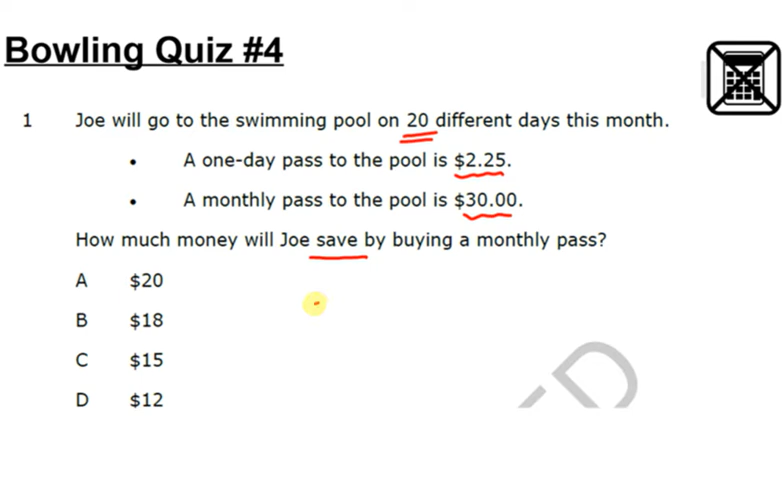 Bowling Quiz #4
1 Joe will go to the swimming pool on 20 different days this month.
• A one-day pass to the pool is $2.25.
• A monthly pass to the pool is $30.00.
How much money will Joe save by buying a monthly pass?
A $20
B $18
C $15
D $12
D